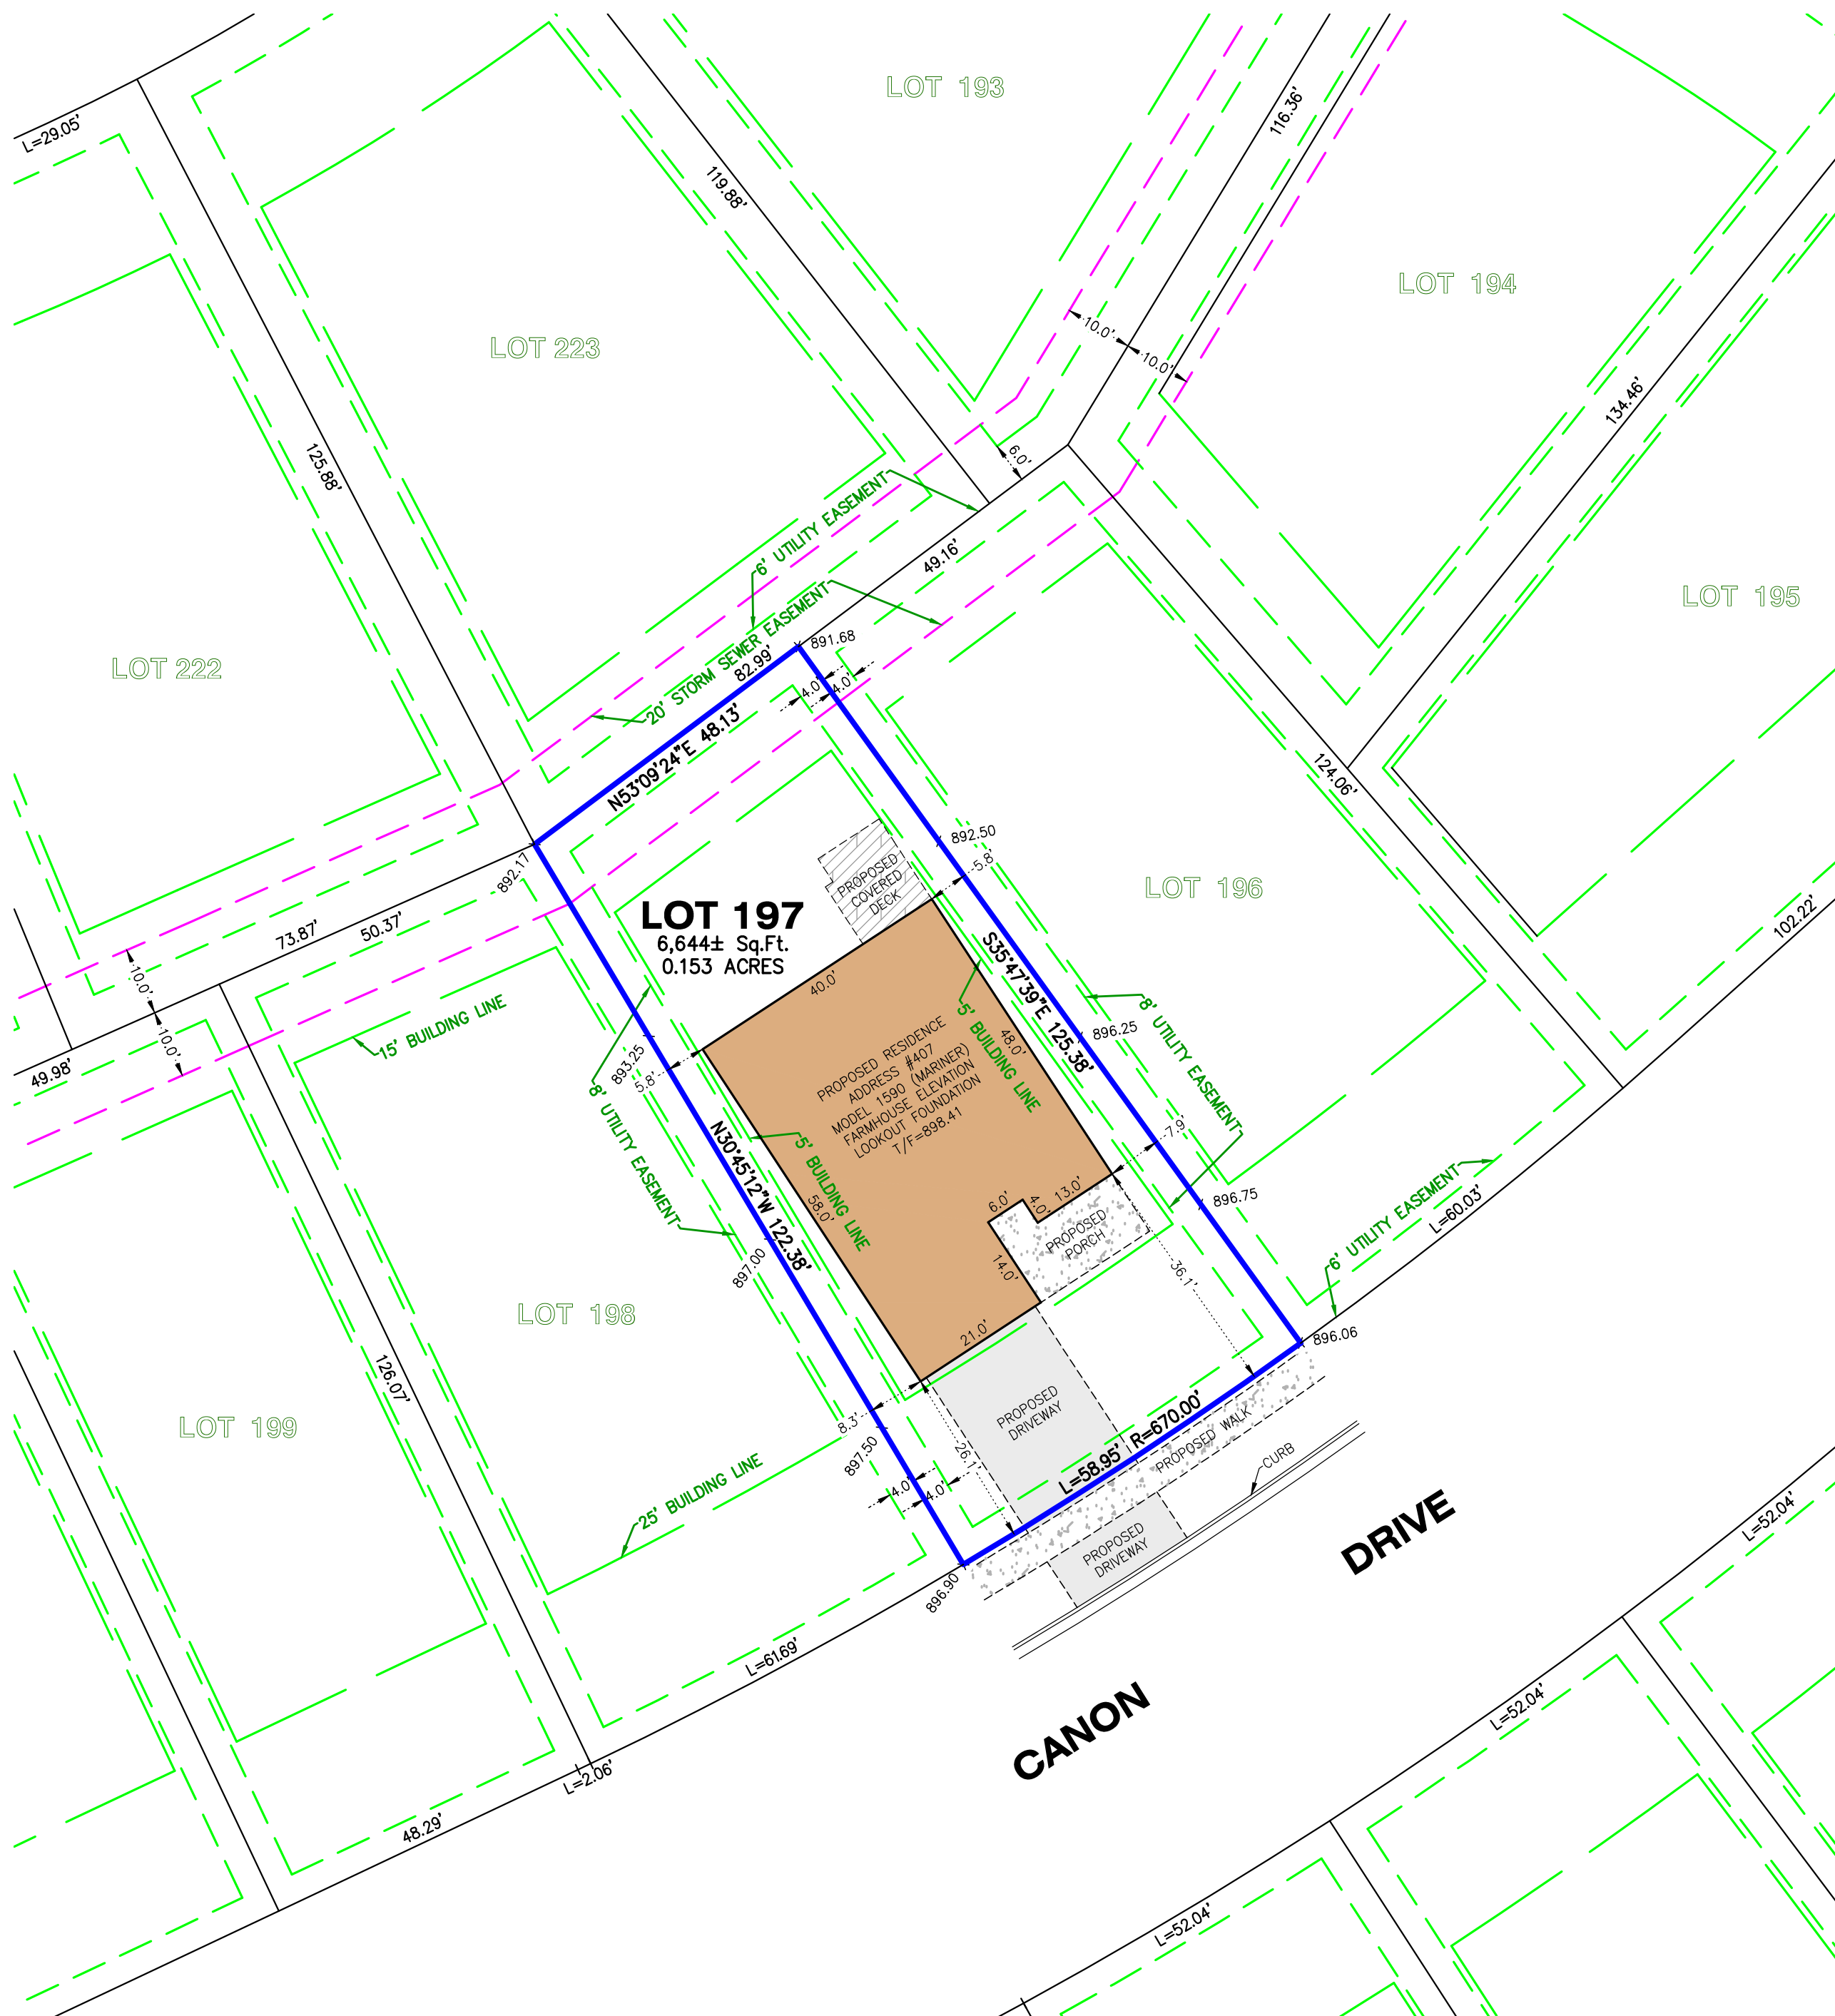 L=29.05'
LOT 193
116.36'
119.88'
LOT 223
LOT 194
10.0'
10.0'
125.88'
134.46'
6.0'
6' UTILITY EASEMENT
49.16'
LOT 195
LOT 222
20' STORM SEWER EASEMENT
82.99'
891.68
4.0'
4.0'
N53°09'24"E 48.13'
124.06'
892.17
892.50
5.8'
LOT 196
PROPOSED
COVERED
DECK
LOT 197
6,644± Sq.Ft.
0.153 ACRES
73.87'
50.37'
102.22'
10.0'
10.0'
49.98'
15' BUILDING LINE
40.0'
S35°47'39"E 125.38'
5' BUILDING LINE
48.0'
896.25
8' UTILITY EASEMENT
893.25
5.8'
PROPOSED RESIDENCE
ADDRESS #407
MODEL 1590 (MARINER)
FARMHOUSE ELEVATION
LOOKOUT FOUNDATION
T/F=898.41
8' UTILITY EASEMENT
N30°45'12"W 122.38'
5' BUILDING LINE
58.0'
7.9'
6.0'
4.0'
13.0'
896.75
PROPOSED
PORCH
14.0'
36.1'
6' UTILITY EASEMENT
L=60.03'
897.00
LOT 198
21.0'
896.06
126.07'
LOT 199
8.3'
897.50
26.1'
PROPOSED
DRIVEWAY
L=58.95' R=670.00'
PROPOSED WALK
CURB
4.0'
4.0'
25' BUILDING LINE
PROPOSED
DRIVEWAY
896.90
CANON DRIVE
L=52.04'
L=61.69'
L=52.04'
L=2.06'
48.29'
L=52.04'